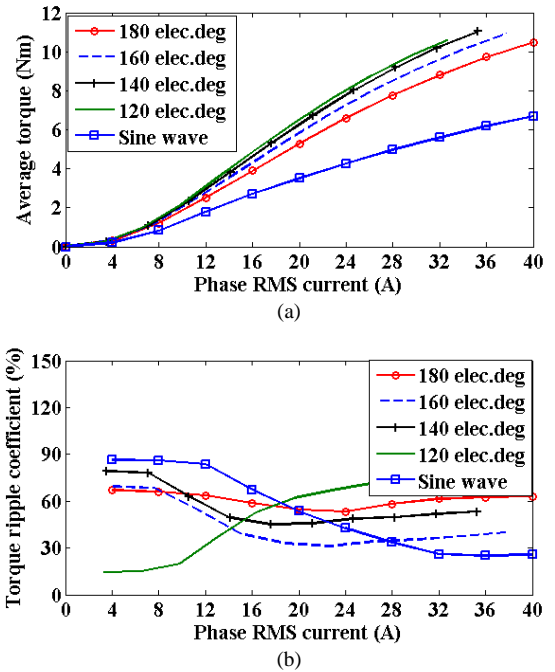 12
10
8
6
4
2
0
Average torque (Nm)
180 elec.deg
160 elec.deg
140 elec.deg
120 elec.deg
Sine wave
0 4 8 12 16 20 24 28 32 36 40
Phase RMS current (A)
(a)
150
120
90
60
30
0
Torque ripple coefficient (%)
180 elec.deg
160 elec.deg
140 elec.deg
120 elec.deg
Sine wave
0 4 8 12 16 20 24 28 32 36 40
Phase RMS current (A)
(b)